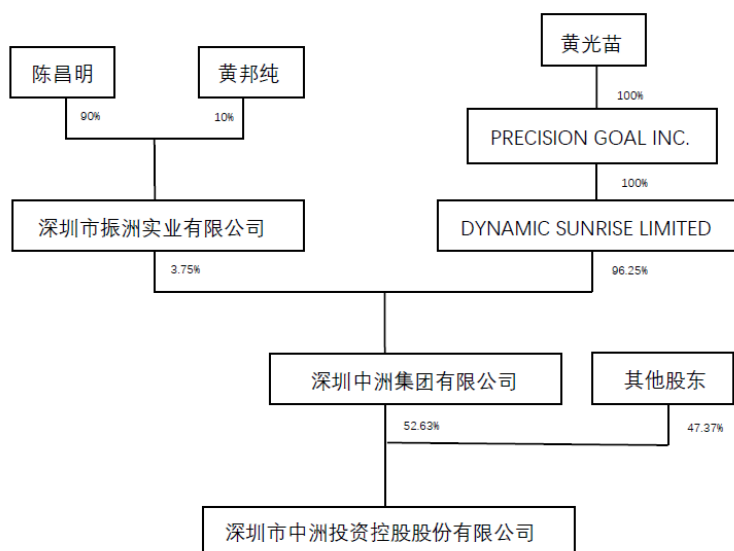 黄光苗
陈昌明
黄邦纯
100%
90%
10%
PRECISION GOAL INC.
100%
深圳市振洲实业有限公司
DYNAMIC SUNRISE LIMITED
3.75%
96.25%
深圳中洲集团有限公司
其他股东
52.63%
47.37%
深圳市中洲投资控股股份有限公司